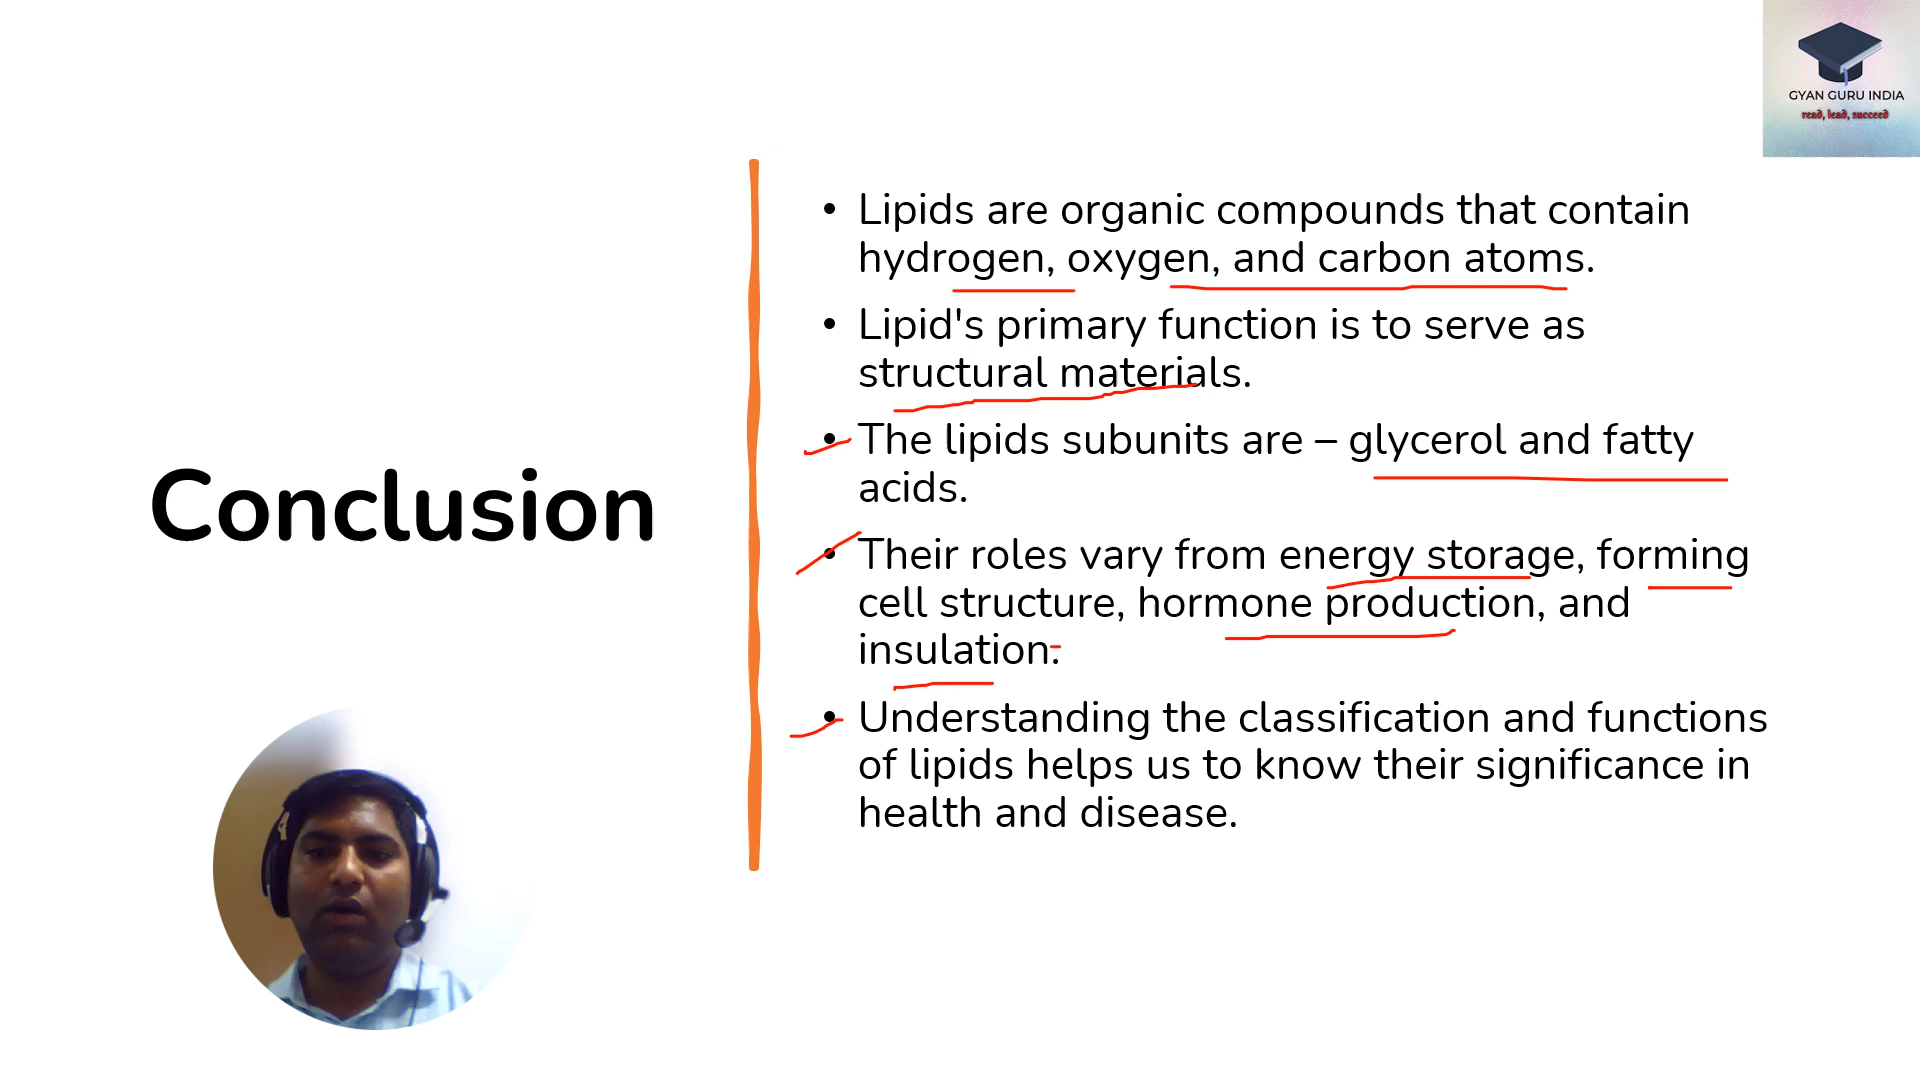 GYAN GURU INDIA
read, lead, succeed
• Lipids are organic compounds that contain
hydrogen, oxygen, and carbon atoms.
• Lipid's primary function is to serve as
structural materials.
• The lipids subunits are – glycerol and fatty
acids.
Conclusion
• Their roles vary from energy storage, forming
cell structure, hormone production, and
insulation.
• Understanding the classification and functions
of lipids helps us to know their significance in
health and disease.